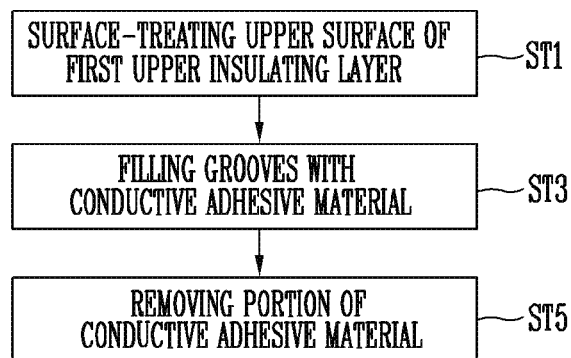 SURFACE-TREATING UPPER SURFACE OF
FIRST UPPER INSULATING LAYER
ST1
FILLING GROOVES WITH
CONDUCTIVE ADHESIVE MATERIAL
ST3
REMOVING PORTION OF
CONDUCTIVE ADHESIVE MATERIAL
ST5